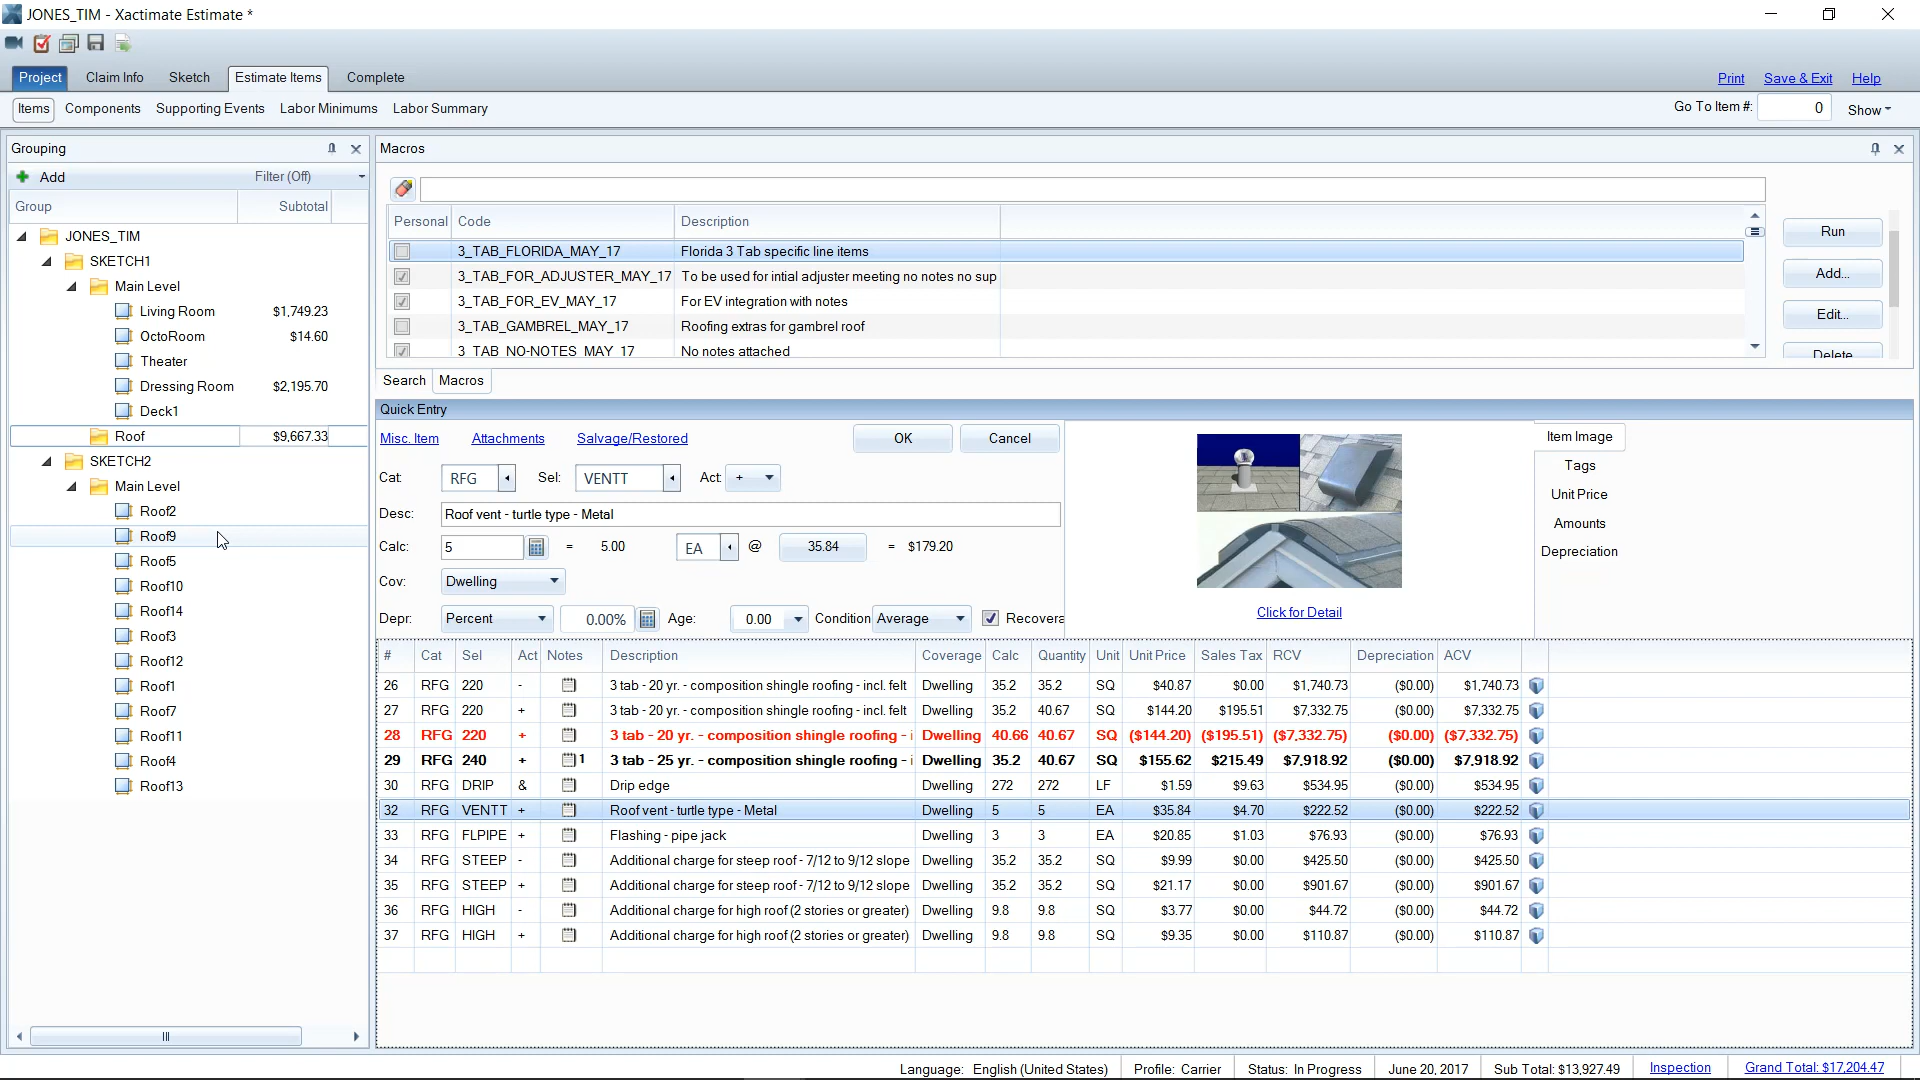 JONES_TIM - Xactimate Estimate *
Project Claim Info Sketch Estimate Items Complete Print Save & Exit Help
Items Components Supporting Events Labor Minimums Labor Summary Go To Item #: 0 Show
Grouping
Add Filter (Off)
Group Subtotal
JONES_TIM
SKETCH1
Main Level
Living Room $1,749.23
OctoRoom $14.60
Theater
Dressing Room $2,195.70
Deck1
Roof $9,667.33
SKETCH2
Main Level
Roof2
Roof9
Roof5
Roof10
Roof14
Roof3
Roof12
Roof1
Roof7
Roof11
Roof4
Roof13
Macros
Personal Code Description
3_TAB_FLORIDA_MAY_17 Florida 3 Tab specific line items
3_TAB_FOR_ADJUSTER_MAY_17 To be used for intial adjuster meeting no notes no sup
3_TAB_FOR_EV_MAY_17 For EV integration with notes
3_TAB_GAMBREL_MAY_17 Roofing extras for gambrel roof
3_TAB_NO-NOTES_MAY_17 No notes attached
Run
Add...
Edit...
Delete
Search Macros
Quick Entry
Misc. Item Attachments Salvage/Restored OK Cancel
Cat: RFG Sel: VENTT Act: +
Desc: Roof vent - turtle type - Metal
Calc: 5 = 5.00 EA @ 35.84 = $179.20
Cov: Dwelling
Depr: Percent 0.00% Age: 0.00 Condition Average Recovera
Click for Detail
Item Image
Tags
Unit Price
Amounts
Depreciation
# Cat Sel Act Notes Description Coverage Calc Quantity Unit Unit Price Sales Tax RCV Depreciation ACV
26 RFG 220 - 3 tab - 20 yr. - composition shingle roofing - incl. felt Dwelling 35.2 35.2 SQ $40.87 $0.00 $1,740.73 ($0.00) $1,740.73
27 RFG 220 + 3 tab - 20 yr. - composition shingle roofing - incl. felt Dwelling 35.2 40.67 SQ $144.20 $195.51 $7,332.75 ($0.00) $7,332.75
28 RFG 220 + 3 tab - 20 yr. - composition shingle roofing - i Dwelling 40.66 40.67 SQ ($144.20) ($195.51) ($7,332.75) ($0.00) ($7,332.75)
29 RFG 240 + 1 3 tab - 25 yr. - composition shingle roofing - i Dwelling 35.2 40.67 SQ $155.62 $215.49 $7,918.92 ($0.00) $7,918.92
30 RFG DRIP & Drip edge Dwelling 272 272 LF $1.59 $9.63 $534.95 ($0.00) $534.95
32 RFG VENTT + Roof vent - turtle type - Metal Dwelling 5 5 EA $35.84 $4.70 $222.52 ($0.00) $222.52
33 RFG FLPIPE + Flashing - pipe jack Dwelling 3 3 EA $20.85 $1.03 $76.93 ($0.00) $76.93
34 RFG STEEP - Additional charge for steep roof - 7/12 to 9/12 slope Dwelling 35.2 35.2 SQ $9.99 $0.00 $425.50 ($0.00) $425.50
35 RFG STEEP + Additional charge for steep roof - 7/12 to 9/12 slope Dwelling 35.2 35.2 SQ $21.17 $0.00 $901.67 ($0.00) $901.67
36 RFG HIGH - Additional charge for high roof (2 stories or greater) Dwelling 9.8 9.8 SQ $3.77 $0.00 $44.72 ($0.00) $44.72
37 RFG HIGH + Additional charge for high roof (2 stories or greater) Dwelling 9.8 9.8 SQ $9.35 $0.00 $110.87 ($0.00) $110.87
Language: English (United States) Profile: Carrier Status: In Progress June 20, 2017 Sub Total: $13,927.49 Inspection Grand Total: $17,204.47